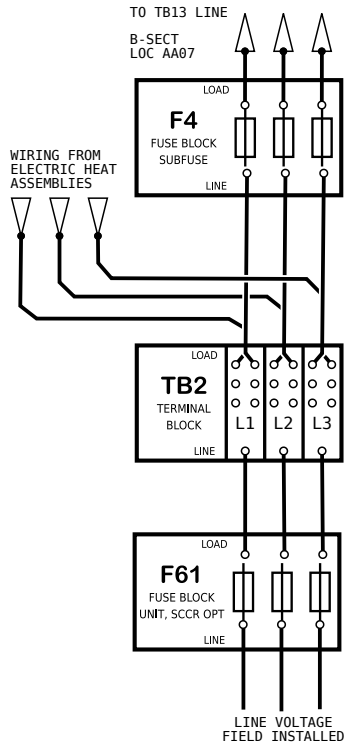 TO TB13 LINE
B-SECT
LOC AA07
LOAD
F4
FUSE BLOCK
SUBFUSE
LINE
WIRING FROM
ELECTRIC HEAT
ASSEMBLIES
LOAD
TB2
TERMINAL
BLOCK
LINE
L1
L2
L3
LOAD
F61
FUSE BLOCK
UNIT, SCCR OPT
LINE
LINE VOLTAGE
FIELD INSTALLED